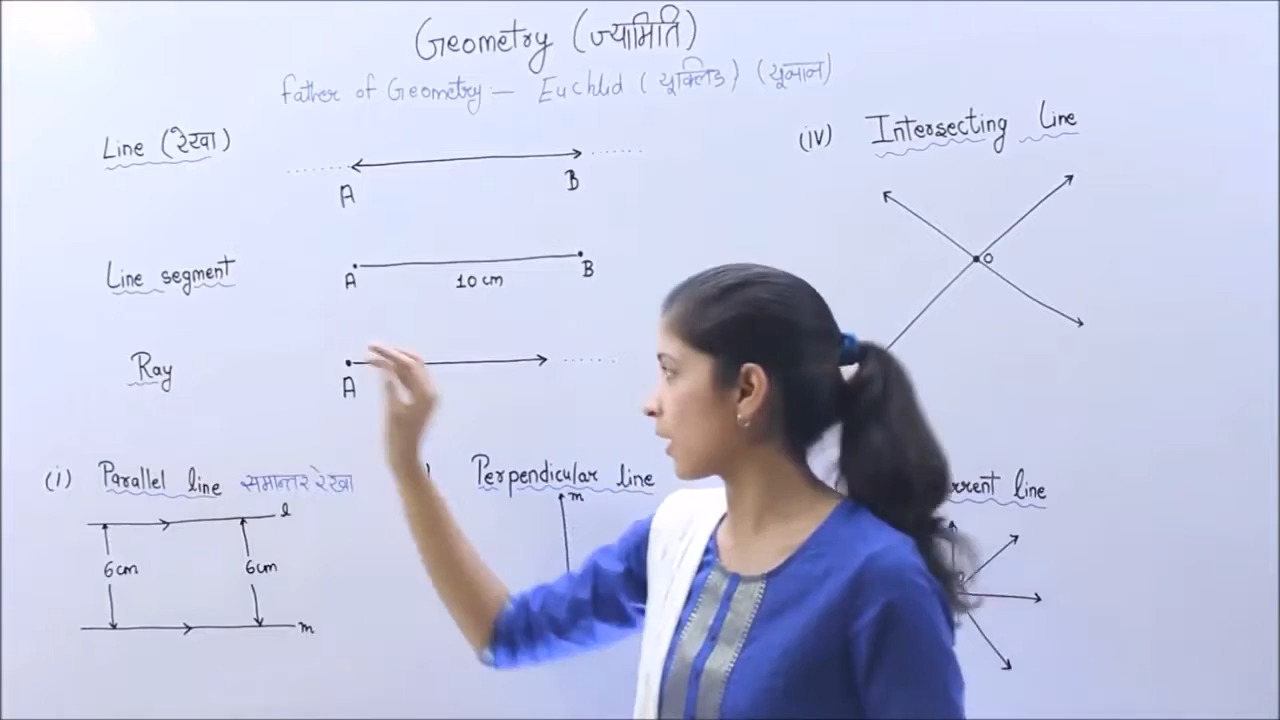 Geometry (ज्यामिति)
Father of Geometry — Euchlid (यूक्लिड) (यूनान)
Line (रेखा)
A B
Line segment
A 10 cm B
Ray
A
(iv) Intersecting Line
O
(i) Parallel line समान्तर रेखा
l
6cm 6cm
m
Perpendicular line
m
rrent line